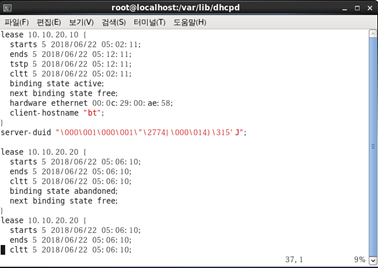 root@localhost:/var/lib/dhcpd
파일(F) 편집(E) 보기(V) 검색(S) 터미널(T) 도움말(H)
lease 10.10.20.10 {
starts 5 2018/06/22 05:02:11;
ends 5 2018/06/22 05:12:11;
tstp 5 2018/06/22 05:12:11;
cltt 5 2018/06/22 05:02:11;
binding state active;
next binding state free;
hardware ethernet 00:0c:29:00:ae:58;
client-hostname "bt";
}
server-duid "\000\001\000\001\"\2774|\000\014)\315'J";
lease 10.10.20.20 {
starts 5 2018/06/22 05:06:10;
ends 5 2018/06/22 05:06:10;
cltt 5 2018/06/22 05:06:10;
binding state abandoned;
next binding state free;
}
lease 10.10.20.20 {
starts 5 2018/06/22 05:06:10;
ends 5 2018/06/22 05:06:10;
cltt 5 2018/06/22 05:06:10;
37,1 9%